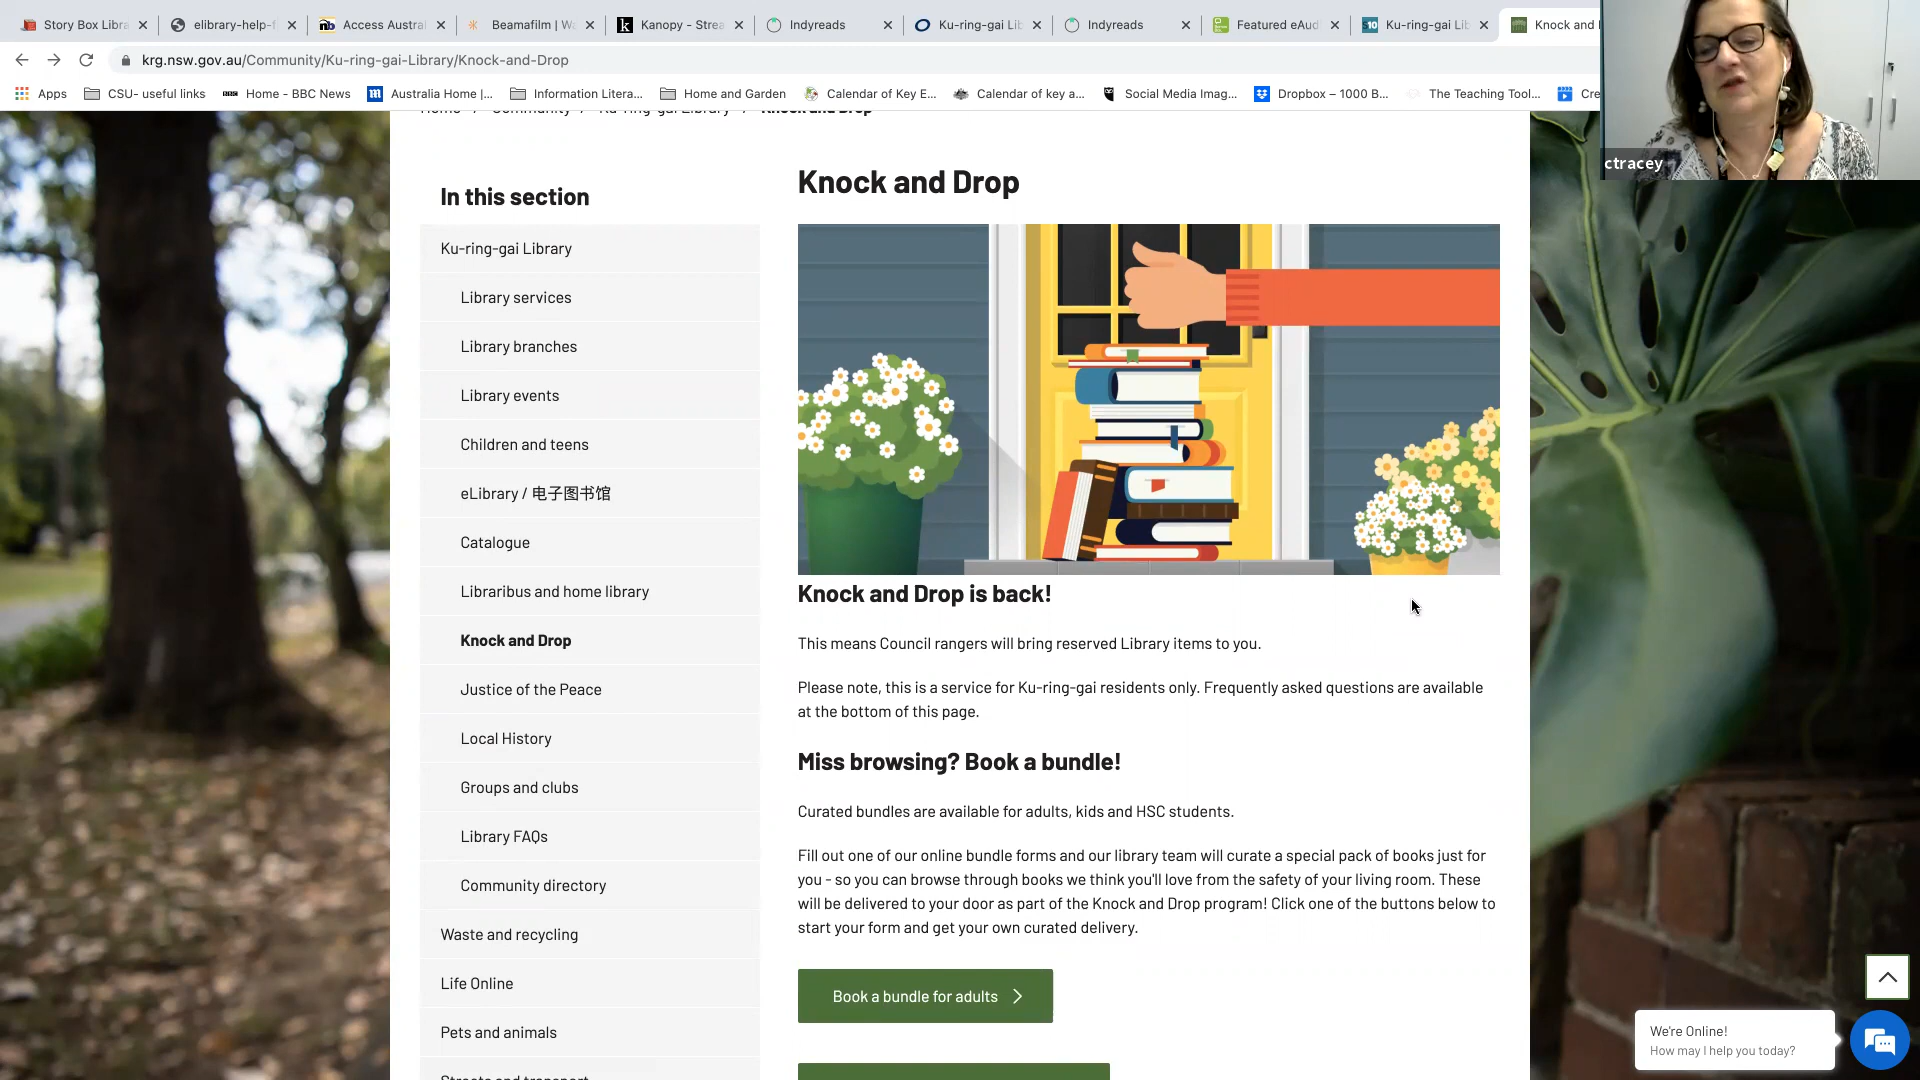 Story Box Libra
elibrary-help-f
Access Austral
Beamafilm | W
Kanopy - Strea
Indyreads
Ku-ring-gai Lib
Indyreads
Featured eAud
Ku-ring-gai Lib
Knock and
krg.nsw.gov.au/Community/Ku-ring-gai-Library/Knock-and-Drop
Apps
CSU- useful links
Home - BBC News
Australia Home |...
Information Litera...
Home and Garden
Calendar of Key E...
Calendar of key a...
Social Media Imag...
Dropbox – 1000 B...
The Teaching Tool...
Cre
ctracey
Home / Community / Ku-ring-gai Library / Knock and Drop
In this section
Ku-ring-gai Library
Library services
Library branches
Library events
Children and teens
eLibrary / 电子图书馆
Catalogue
Libraribus and home library
Knock and Drop
Justice of the Peace
Local History
Groups and clubs
Library FAQs
Community directory
Waste and recycling
Life Online
Pets and animals
Streets and transport
Knock and Drop
Knock and Drop is back!
This means Council rangers will bring reserved Library items to you.
Please note, this is a service for Ku-ring-gai residents only. Frequently asked questions are available
at the bottom of this page.
Miss browsing? Book a bundle!
Curated bundles are available for adults, kids and HSC students.
Fill out one of our online bundle forms and our library team will curate a special pack of books just for
you - so you can browse through books we think you'll love from the safety of your living room. These
will be delivered to your door as part of the Knock and Drop program! Click one of the buttons below to
start your form and get your own curated delivery.
Book a bundle for adults
We're Online!
How may I help you today?